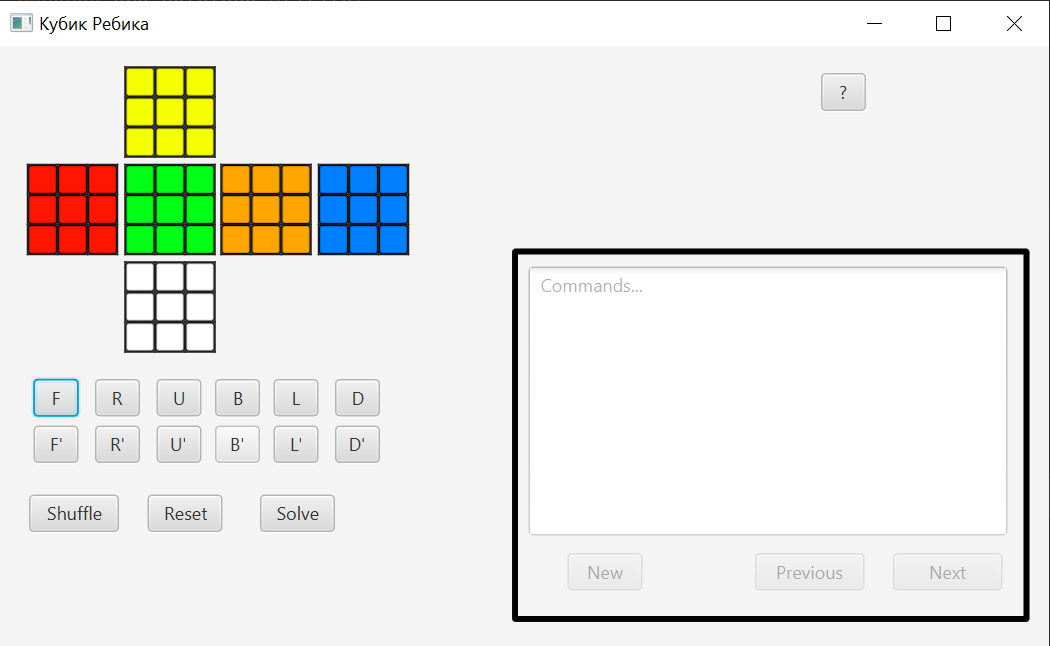 Кубик Ребика
?
Commands...
F R U B L D
F' R' U' B' L' D'
Shuffle Reset Solve
New Previous Next